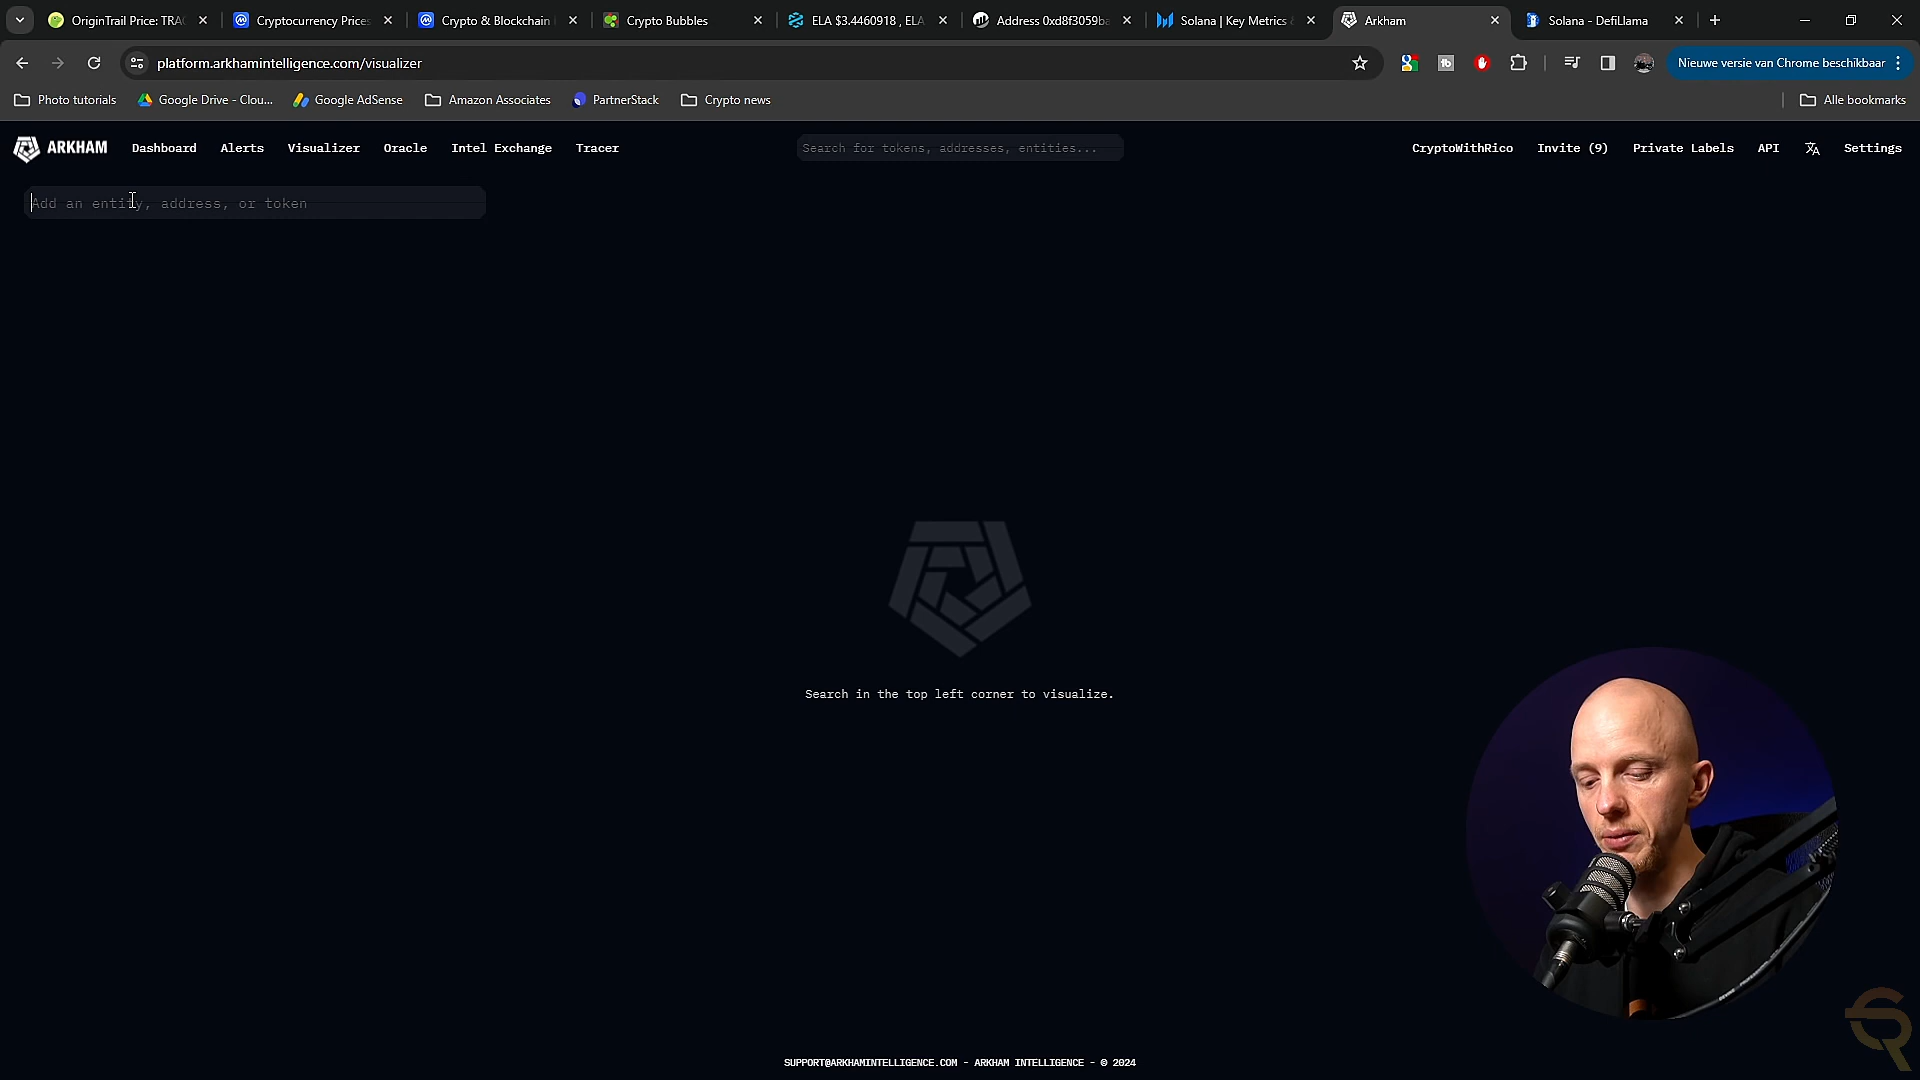 OriginTrail Price: TRAC
Cryptocurrency Prices
Crypto & Blockchain
Crypto Bubbles
ELA $3.4460918 , ELA
Address 0xd8f3059ba
Solana | Key Metrics &
Arkham
Solana - DefiLlama
platform.arkhamintelligence.com/visualizer
Nieuwe versie van Chrome beschikbaar
Photo tutorials
Google Drive - Clou...
Google AdSense
Amazon Associates
PartnerStack
Crypto news
Alle bookmarks
ARKHAM
Dashboard
Alerts
Visualizer
Oracle
Intel Exchange
Tracer
Search for tokens, addresses, entities...
CryptoWithRico
Invite (9)
Private Labels
API
Settings
Add an entity, address, or token
Search in the top left corner to visualize.
SUPPORT@ARKHAMINTELLIGENCE.COM - ARKHAM INTELLIGENCE - © 2024